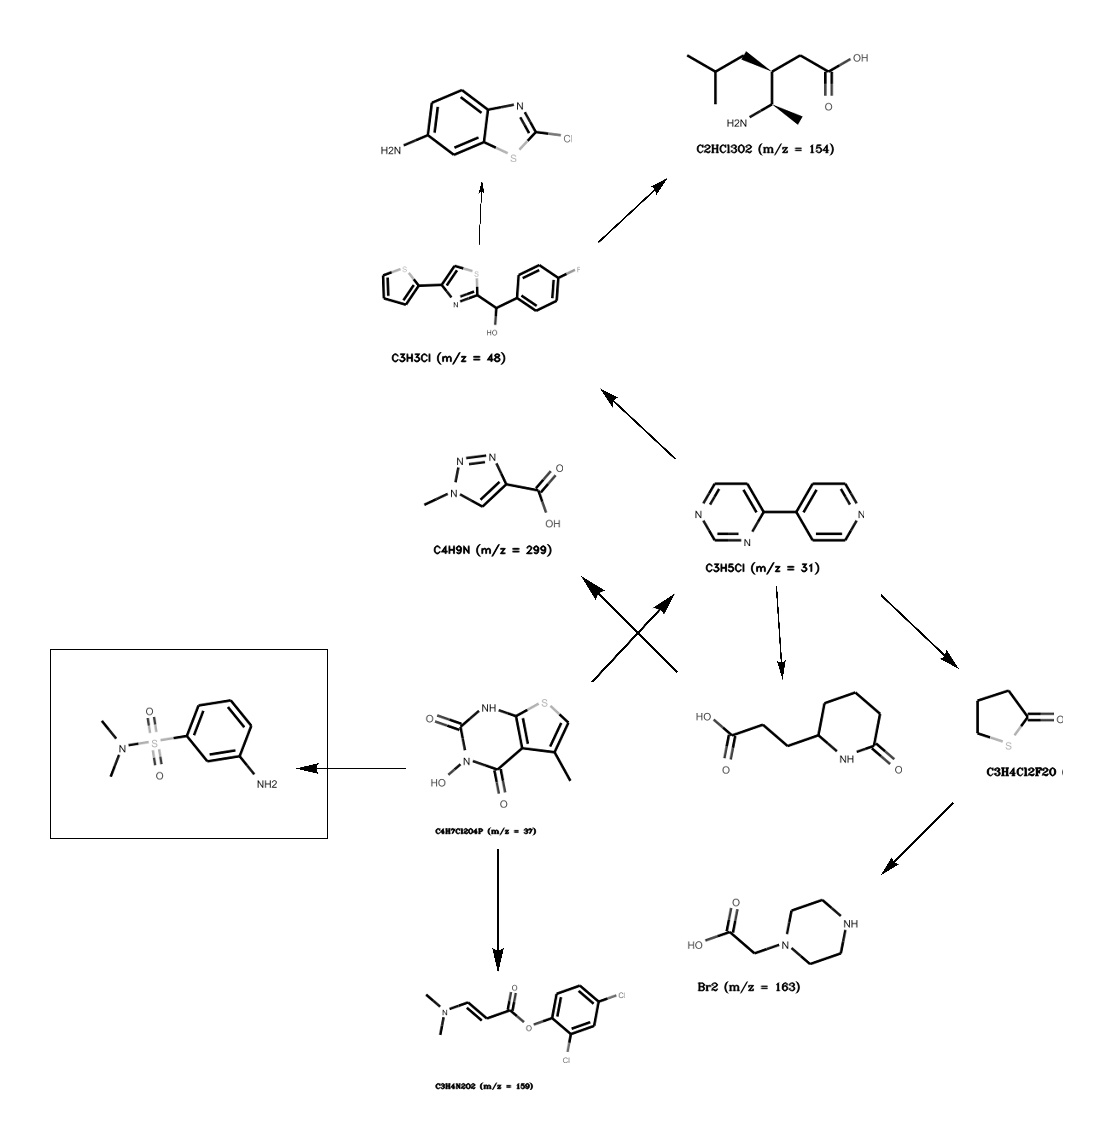 OH
O
H2N
C2HCl3O2 (m/z = 154)
N
Cl
S
H2N
S
S
F
N
HO
C3H3Cl (m/z = 48)
N
N
N
O
OH
C4H9N (m/z = 299)
N
N
N
C3H5Cl (m/z = 31)
O
N
S
O
NH2
NH
S
O
N
HO
O
C4H7Cl2O4P (m/z = 37)
HO
O
NH
O
O
S
C3H4Cl2F2O (
O
HO
N
NH
Br2 (m/z = 163)
N
O
O
Cl
Cl
C3H4N2O2 (m/z = 159)